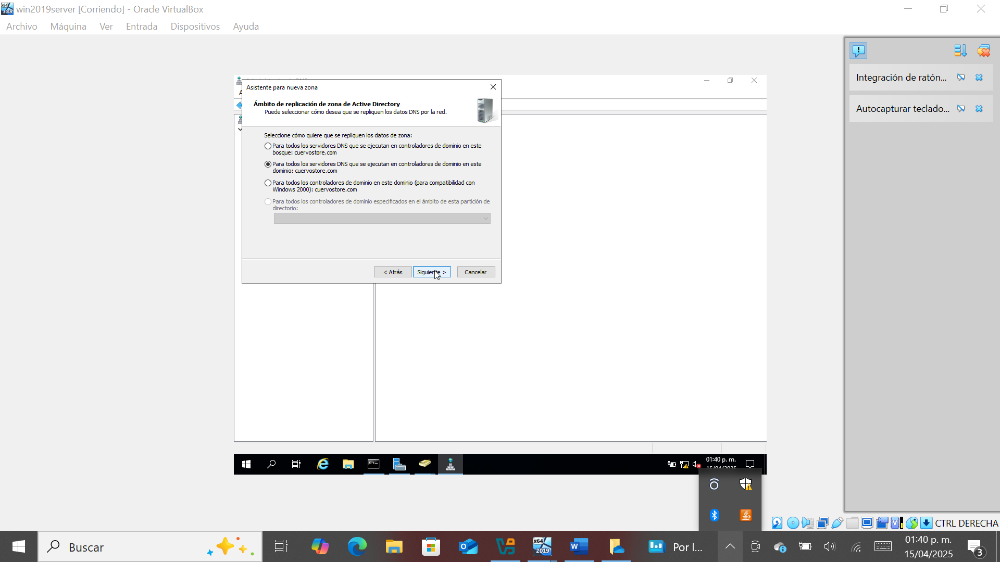 win2019server [Corriendo] - Oracle VirtualBox
Archivo Máquina Ver Entrada Dispositivos Ayuda
Integración de ratón...
Autocapturar teclado...
Asistente para nueva zona
Ámbito de replicación de zona de Active Directory
Puede seleccionar cómo desea que se repliquen los datos DNS por la red.
Seleccione cómo quiere que se repliquen los datos de zona:
Para todos los servidores DNS que se ejecutan en controladores de dominio en este
bosque: cuervostore.com
Para todos los servidores DNS que se ejecutan en controladores de dominio en este
dominio: cuervostore.com
Para todos los controladores de dominio en este dominio (para compatibilidad con
Windows 2000): cuervostore.com
Para todos los controladores de dominio especificados en el ámbito de esta partición de
directorio:
< Atrás Siguiente > Cancelar
01:40 p. m.
15/04/2025
CTRL DERECHA
Buscar
x64
2019
Por l...
01:40 p. m.
15/04/2025
3